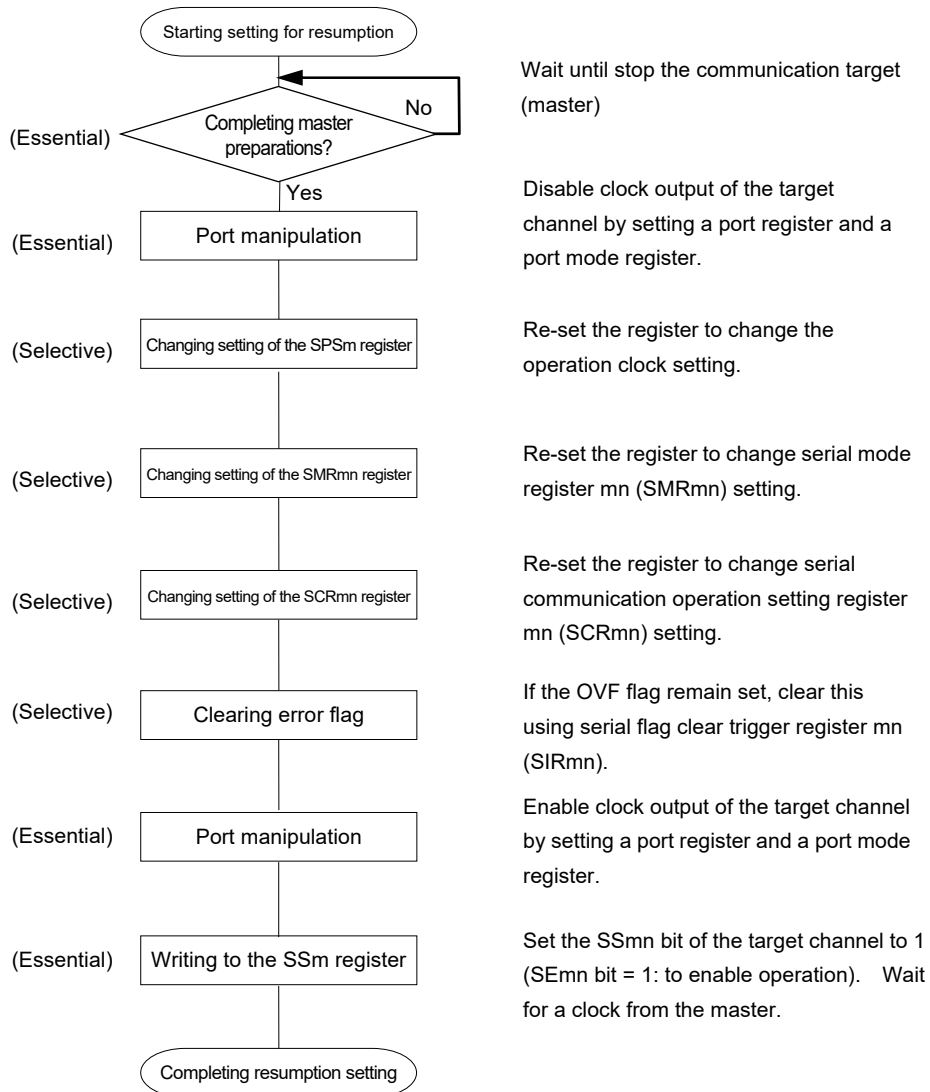 Starting setting for resumption
Wait until stop the communication target
(master)
No
(Essential)
Completing master
preparations?
Yes
Disable clock output of the target
channel by setting a port register and a
port mode register.
(Essential)
Port manipulation
Re-set the register to change the
operation clock setting.
(Selective)
Changing setting of the SPSm register
Re-set the register to change serial mode
register mn (SMRmn) setting.
(Selective)
Changing setting of the SMRmn register
Re-set the register to change serial
communication operation setting register
mn (SCRmn) setting.
(Selective)
Changing setting of the SCRmn register
If the OVF flag remain set, clear this
using serial flag clear trigger register mn
(SIRmn).
(Selective)
Clearing error flag
Enable clock output of the target channel
by setting a port register and a port mode
register.
(Essential)
Port manipulation
Set the SSmn bit of the target channel to 1
(SEmn bit = 1: to enable operation). Wait
for a clock from the master.
(Essential)
Writing to the SSm register
Completing resumption setting